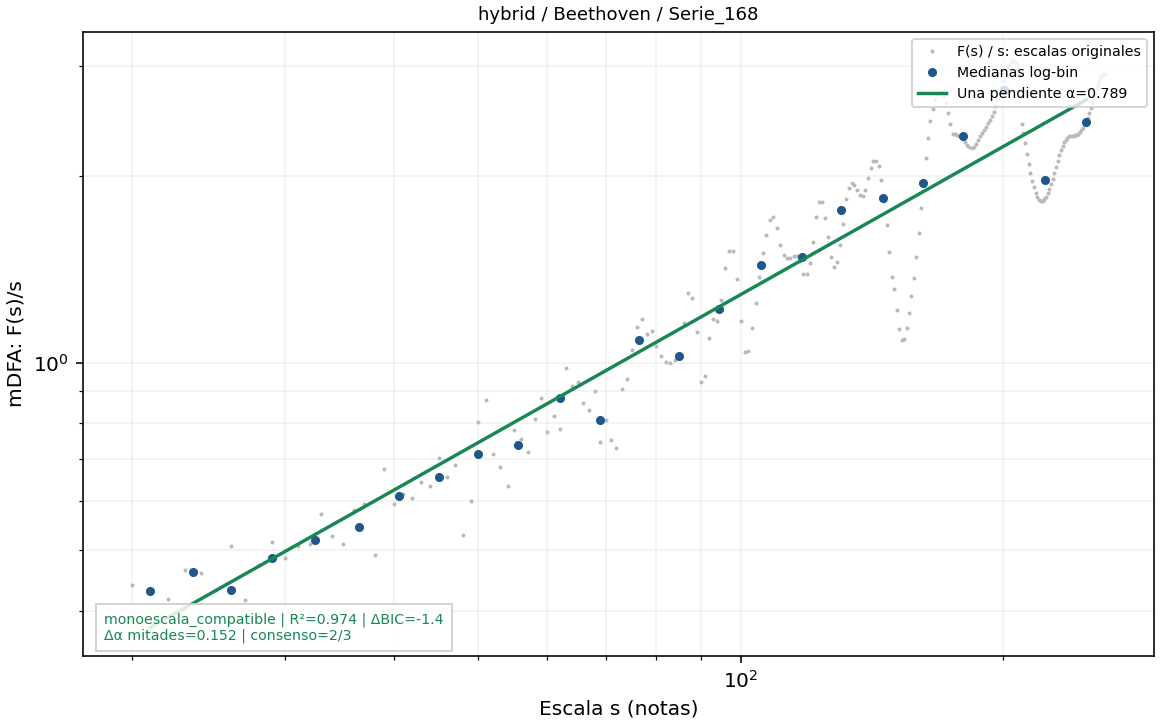 hybrid / Beethoven / Serie_168
F(s) / s: escalas originales
Medianas log-bin
Una pendiente α=0.789
mDFA: F(s)/s
10⁰
monoescala_compatible | R²=0.974 | ΔBIC=-1.4
Δα mitades=0.152 | consenso=2/3
10²
Escala s (notas)